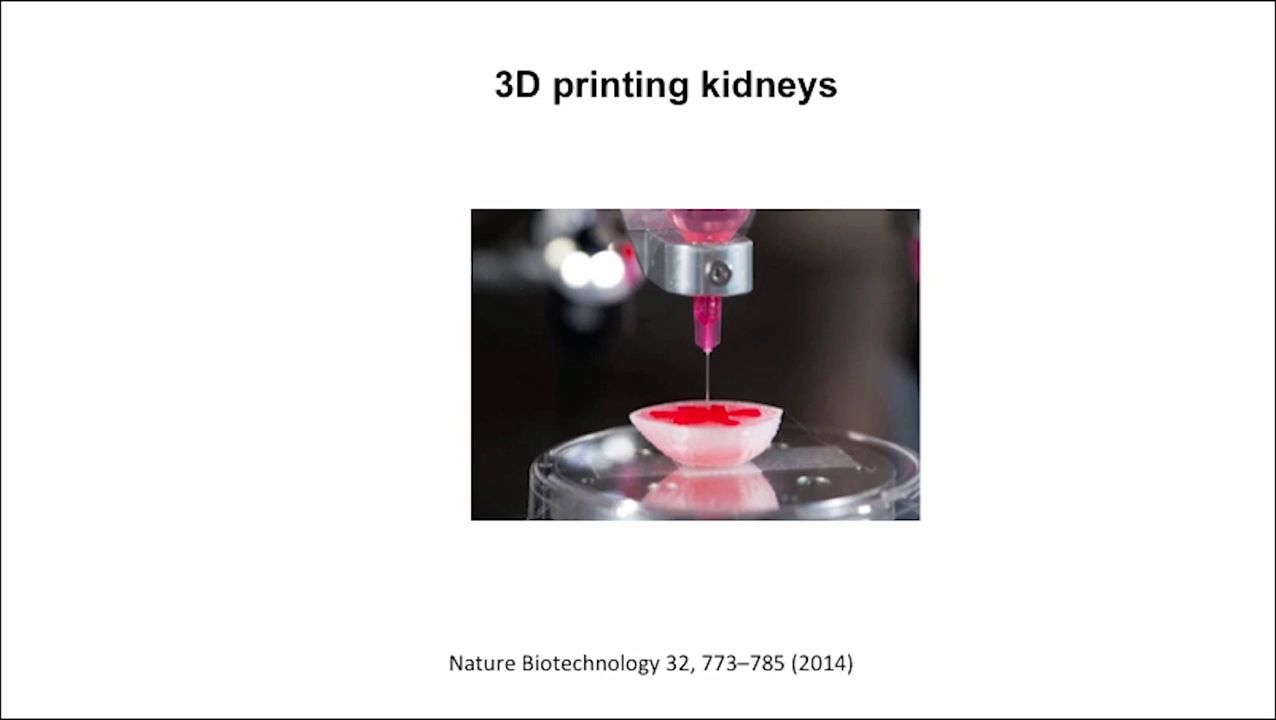 3D printing kidneys
Nature Biotechnology 32, 773–785 (2014)